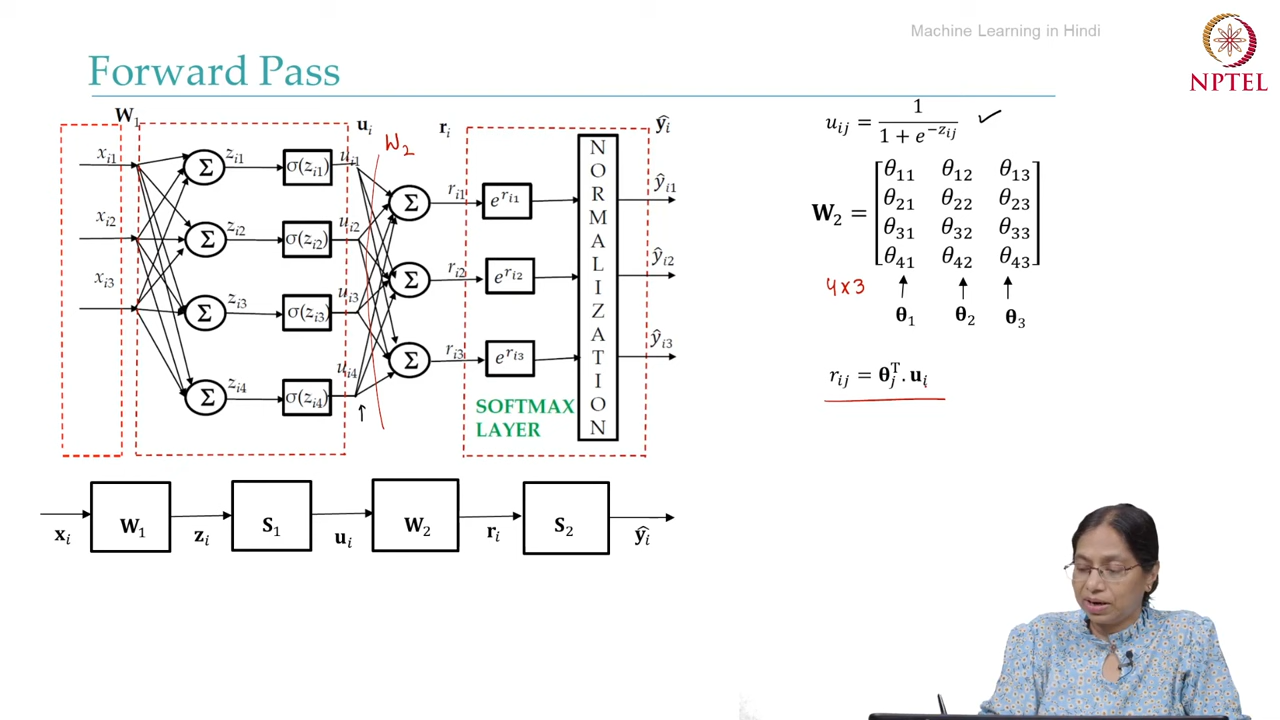 Machine Learning in Hindi
NPTEL
Forward Pass
W₁
uᵢ
rᵢ
ŷᵢ
W₂
xᵢ₁
xᵢ₂
xᵢ₃
Σ
Σ
Σ
Σ
zᵢ₁
zᵢ₂
zᵢ₃
zᵢ₄
σ(zᵢ₁)
σ(zᵢ₂)
σ(zᵢ₃)
σ(zᵢ₄)
uᵢ₁
uᵢ₂
uᵢ₃
uᵢ₄
Σ
Σ
Σ
rᵢ₁
rᵢ₂
rᵢ₃
e^{rᵢ₁}
e^{rᵢ₂}
e^{rᵢ₃}
SOFTMAX
LAYER
NORMALIZATION
ŷᵢ₁
ŷᵢ₂
ŷᵢ₃
uᵢⱼ = 1 / (1 + e^{−zᵢⱼ}) ✓
W₂ =
θ₁₁ θ₁₂ θ₁₃
θ₂₁ θ₂₂ θ₂₃
θ₃₁ θ₃₂ θ₃₃
θ₄₁ θ₄₂ θ₄₃
4x3
θ₁ θ₂ θ₃
rᵢⱼ = θⱼᵀ . uᵢ
W₁ S₁ W₂ S₂
xᵢ zᵢ uᵢ rᵢ ŷᵢ